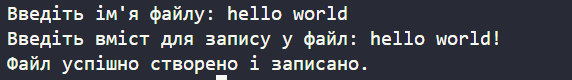 Введіть ім'я файлу: hello world
Введіть вміст для запису у файл: hello world!
Файл успішно створено і записано.